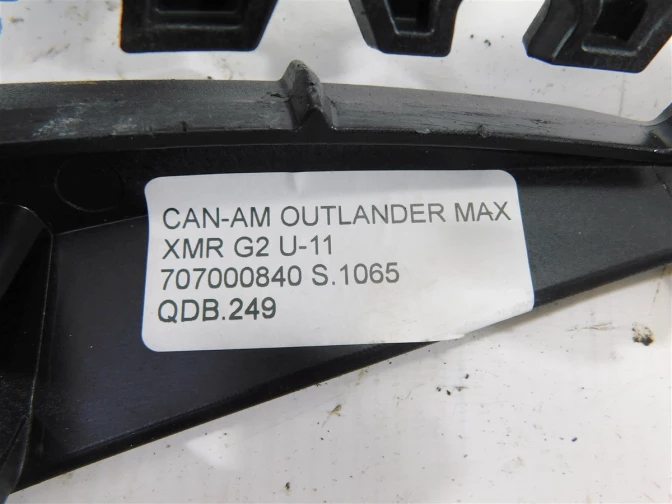 CAN-AM OUTLANDER MAX
XMR G2 U-11
707000840 S.1065
QDB.249